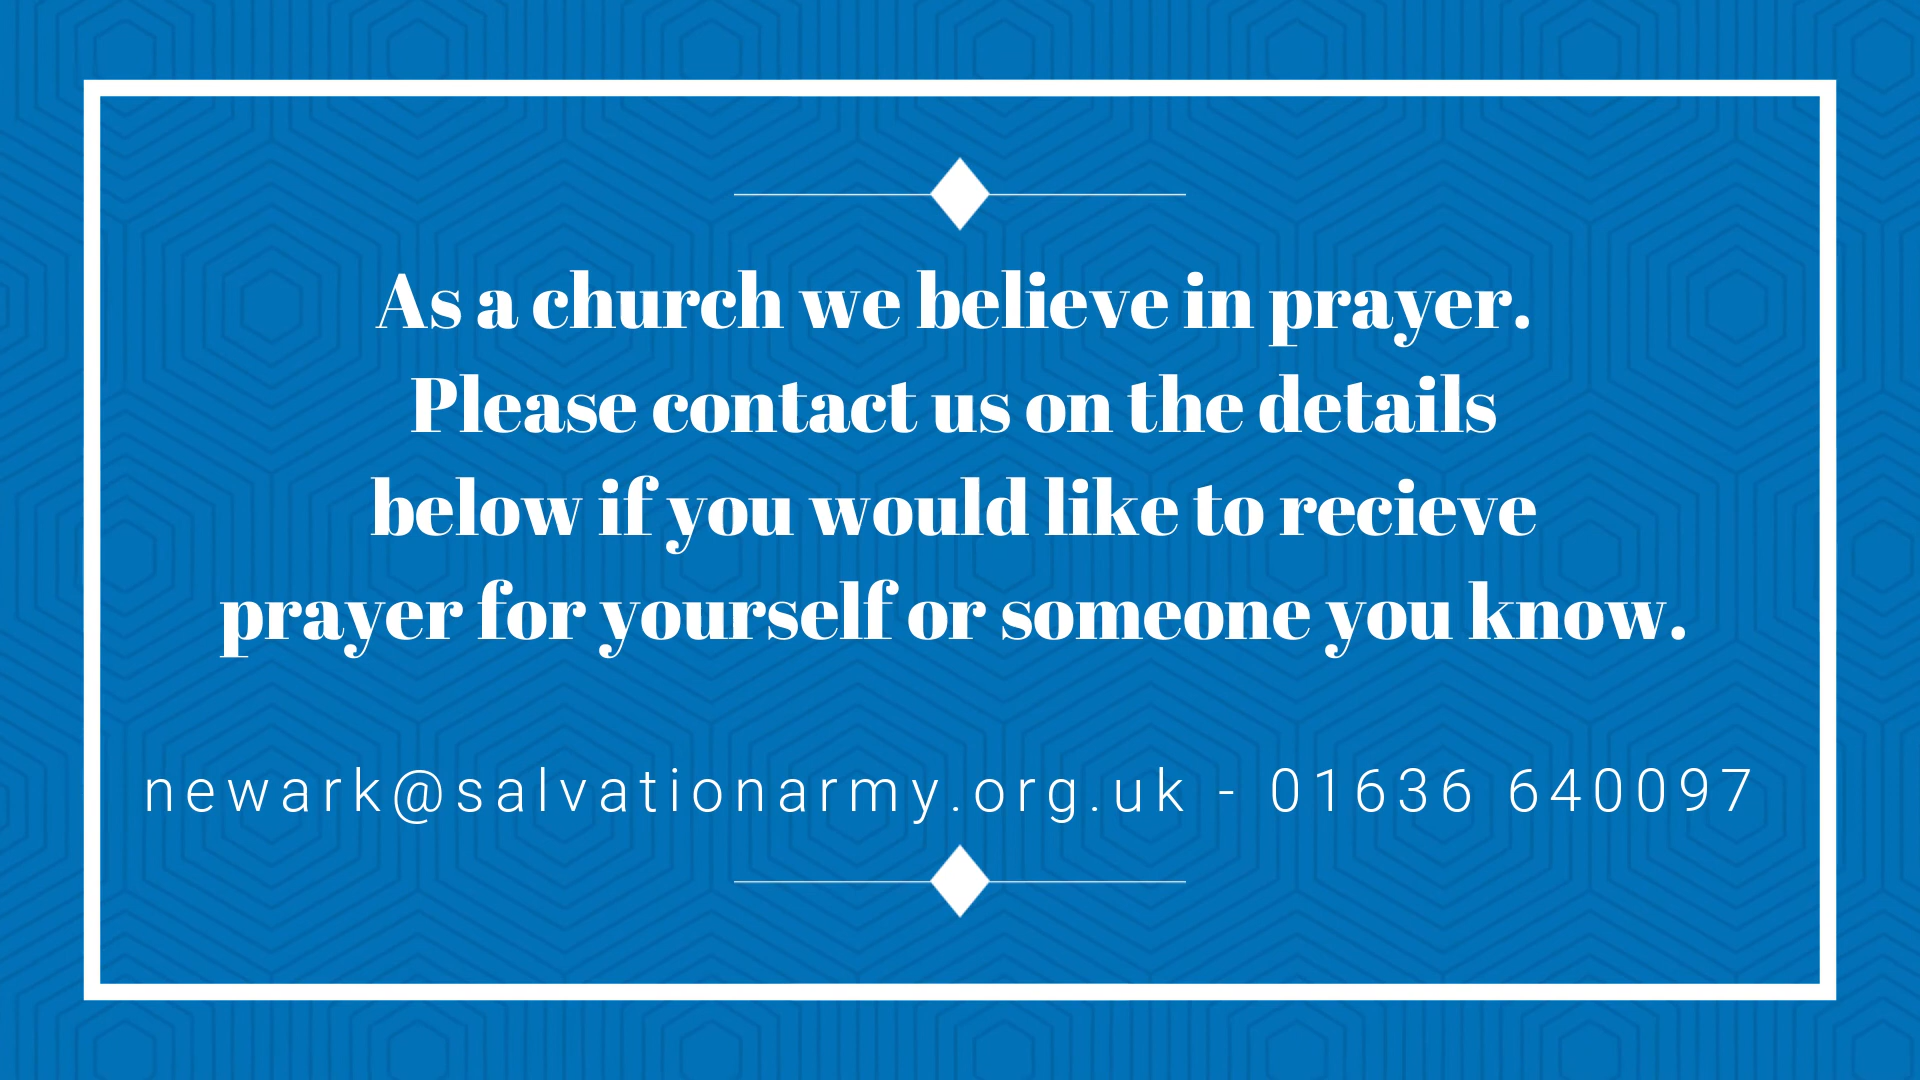 As a church we believe in prayer.
Please contact us on the details
below if you would like to recieve
prayer for yourself or someone you know.
newark@salvationarmy.org.uk - 01636 640097